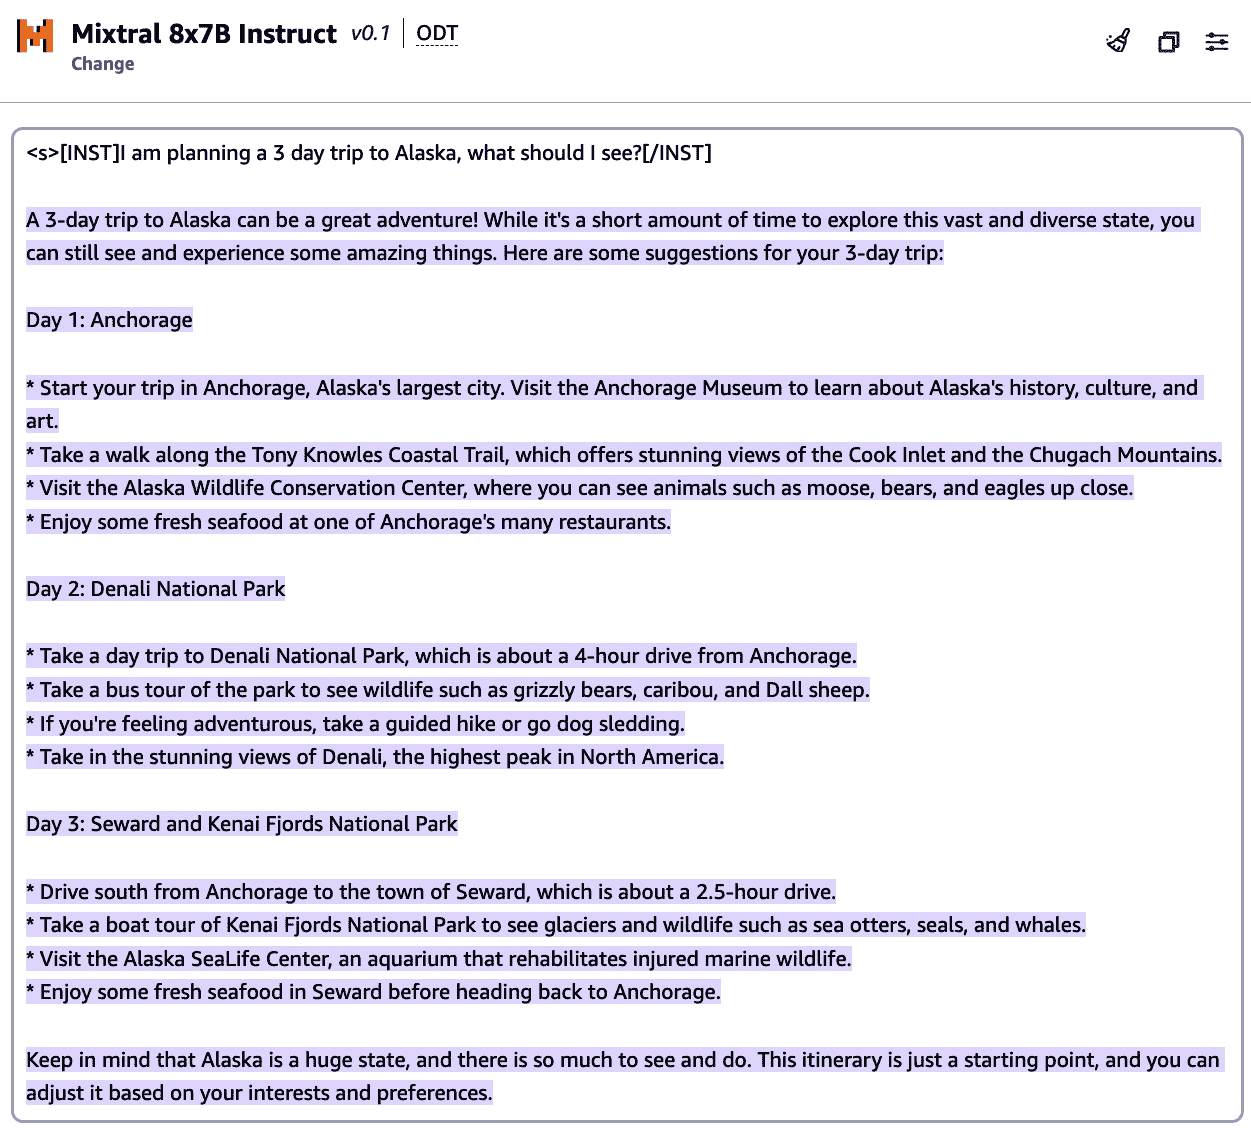 Mixtral 8x7B Instruct v0.1 | ODT
Change
<s>[INST]I am planning a 3 day trip to Alaska, what should I see?[/INST]
A 3-day trip to Alaska can be a great adventure! While it's a short amount of time to explore this vast and diverse state, you
can still see and experience some amazing things. Here are some suggestions for your 3-day trip:
Day 1: Anchorage
* Start your trip in Anchorage, Alaska's largest city. Visit the Anchorage Museum to learn about Alaska's history, culture, and
art.
* Take a walk along the Tony Knowles Coastal Trail, which offers stunning views of the Cook Inlet and the Chugach Mountains.
* Visit the Alaska Wildlife Conservation Center, where you can see animals such as moose, bears, and eagles up close.
* Enjoy some fresh seafood at one of Anchorage's many restaurants.
Day 2: Denali National Park
* Take a day trip to Denali National Park, which is about a 4-hour drive from Anchorage.
* Take a bus tour of the park to see wildlife such as grizzly bears, caribou, and Dall sheep.
* If you're feeling adventurous, take a guided hike or go dog sledding.
* Take in the stunning views of Denali, the highest peak in North America.
Day 3: Seward and Kenai Fjords National Park
* Drive south from Anchorage to the town of Seward, which is about a 2.5-hour drive.
* Take a boat tour of Kenai Fjords National Park to see glaciers and wildlife such as sea otters, seals, and whales.
* Visit the Alaska SeaLife Center, an aquarium that rehabilitates injured marine wildlife.
* Enjoy some fresh seafood in Seward before heading back to Anchorage.
Keep in mind that Alaska is a huge state, and there is so much to see and do. This itinerary is just a starting point, and you can
adjust it based on your interests and preferences.